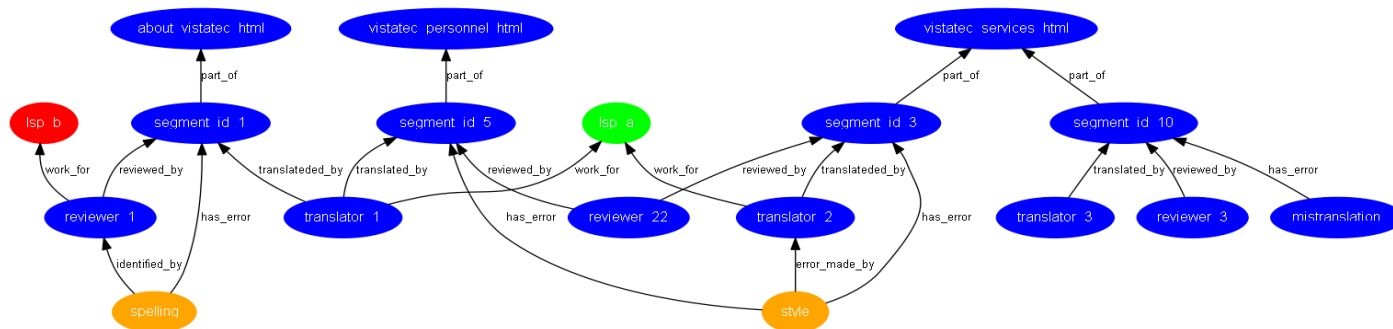 about vistatec html
vistatec personnel html
vistatec services html
part_of
part_of
part_of
part_of
lsp b
segment id 1
segment id 5
lsp a
segment id 3
segment id 10
work_for
reviewed_by
translateded_by
translated_by
reviewed_by
work_for
work_for
reviewed_by
translateded_by
translated_by
reviewed_by
has_error
reviewer 1
has_error
translator 1
has_error
reviewer 22
translator 2
has_error
translator 3
reviewer 3
mistranslation
identified_by
error_made_by
spelling
style